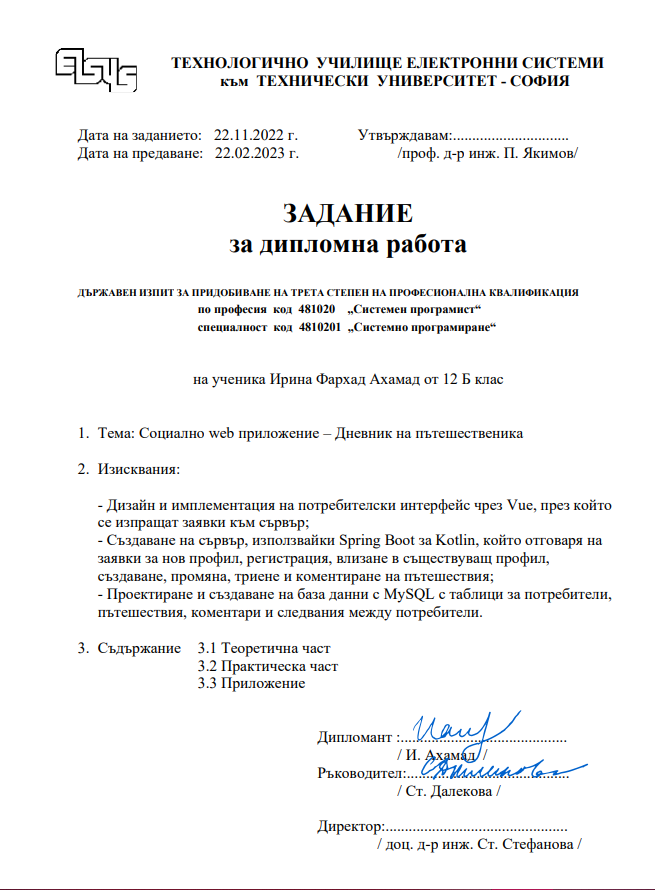 ELSYS
ТЕХНОЛОГИЧНО УЧИЛИЩЕ ЕЛЕКТРОННИ СИСТЕМИ
към ТЕХНИЧЕСКИ УНИВЕРСИТЕТ - СОФИЯ
Дата на заданието: 22.11.2022 г. Утвърждавам:..............................
Дата на предаване: 22.02.2023 г. /проф. д-р инж. П. Якимов/
ЗАДАНИЕ
за дипломна работа
ДЪРЖАВЕН ИЗПИТ ЗА ПРИДОБИВАНЕ НА ТРЕТА СТЕПЕН НА ПРОФЕСИОНАЛНА КВАЛИФИКАЦИЯ
по професия код 481020 „Системен програмист“
специалност код 4810201 „Системно програмиране“
на ученика Ирина Фархад Ахамад от 12 Б клас
1. Тема: Социално web приложение – Дневник на пътешественика
2. Изисквания:
- Дизайн и имплементация на потребителски интерфейс чрез Vue, през който
се изпращат заявки към сървър;
- Създаване на сървър, използвайки Spring Boot за Kotlin, който отговаря на
заявки за нов профил, регистрация, влизане в съществуващ профил,
създаване, промяна, триене и коментиране на пътешествия;
- Проектиране и създаване на база данни с MySQL с таблици за потребители,
пътешествия, коментари и следвания между потребители.
3. Съдържание 3.1 Теоретична част
3.2 Практическа част
3.3 Приложение
Дипломант :...........................................
/ И. Ахамад /
Ръководител:..........................................
/ Ст. Далекова /
Директор:...............................................
/ доц. д-р инж. Ст. Стефанова /